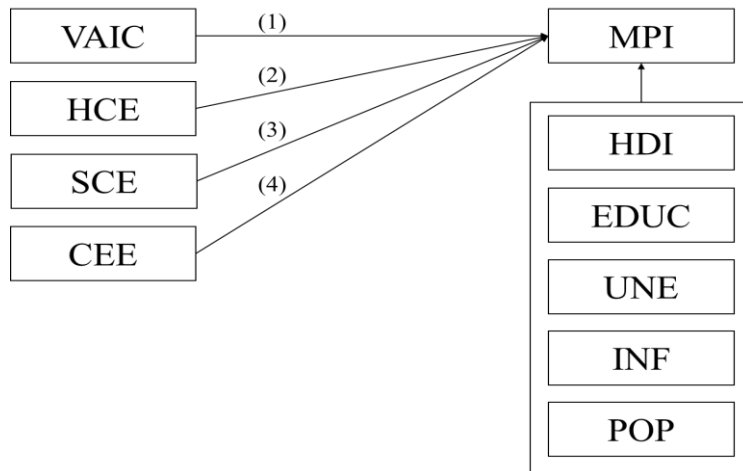 VAIC
(1)
MPI
HCE
(2)
SCE
(3)
CEE
(4)
HDI
EDUC
UNE
INF
POP